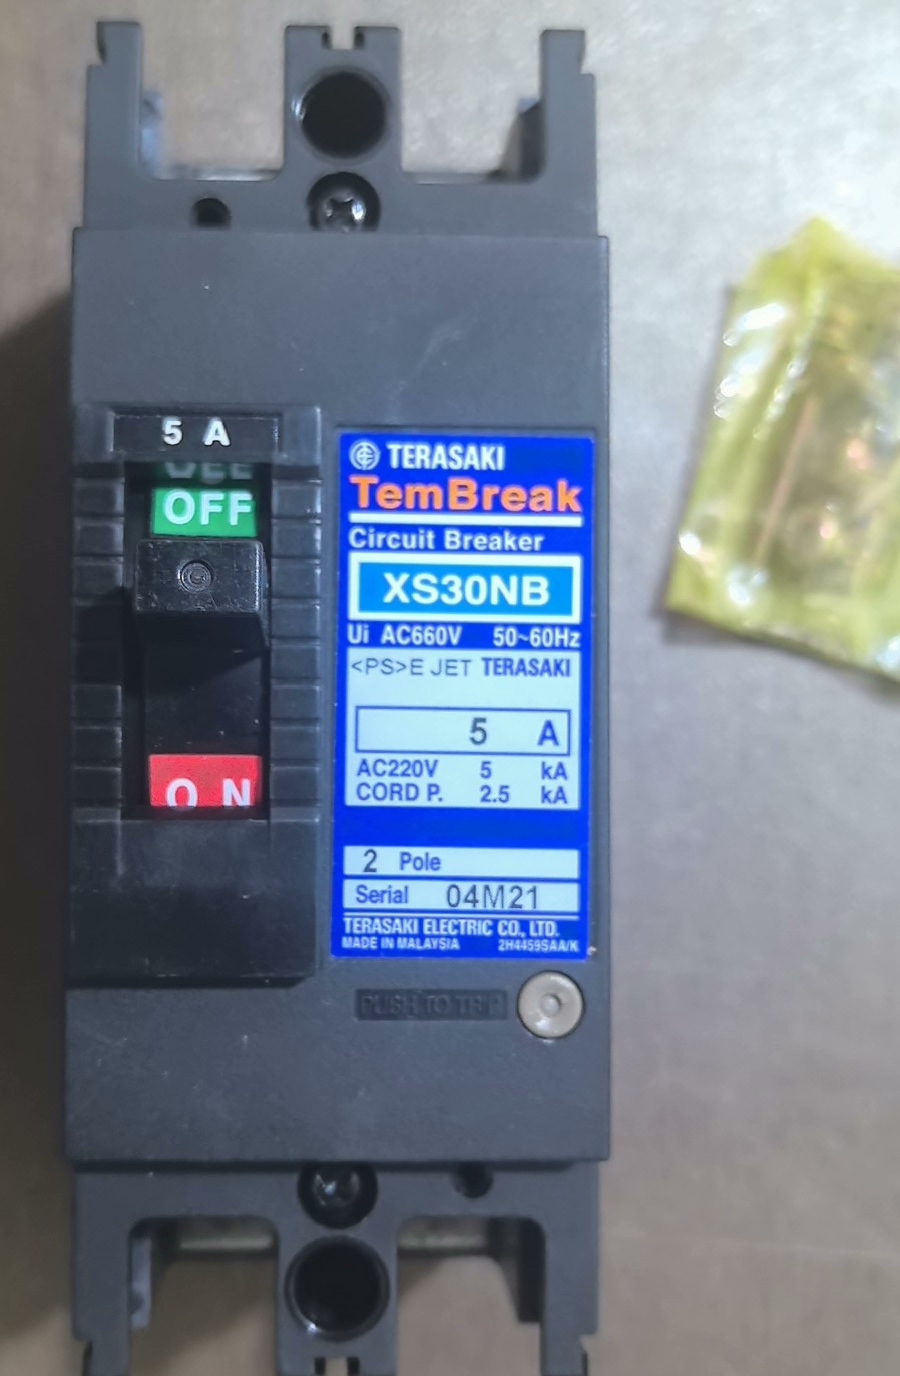 5 A
OFF
ON
TERASAKI
TemBreak
Circuit Breaker
XS30NB
Ui AC660V 50~60Hz
<PS>E JET TERASAKI
5 A
AC220V 5 kA
CORD P. 2.5 kA
2 Pole
Serial 04M21
TERASAKI ELECTRIC CO., LTD.
MADE IN MALAYSIA 2H4459SAA/K
PUSH TO TRIP